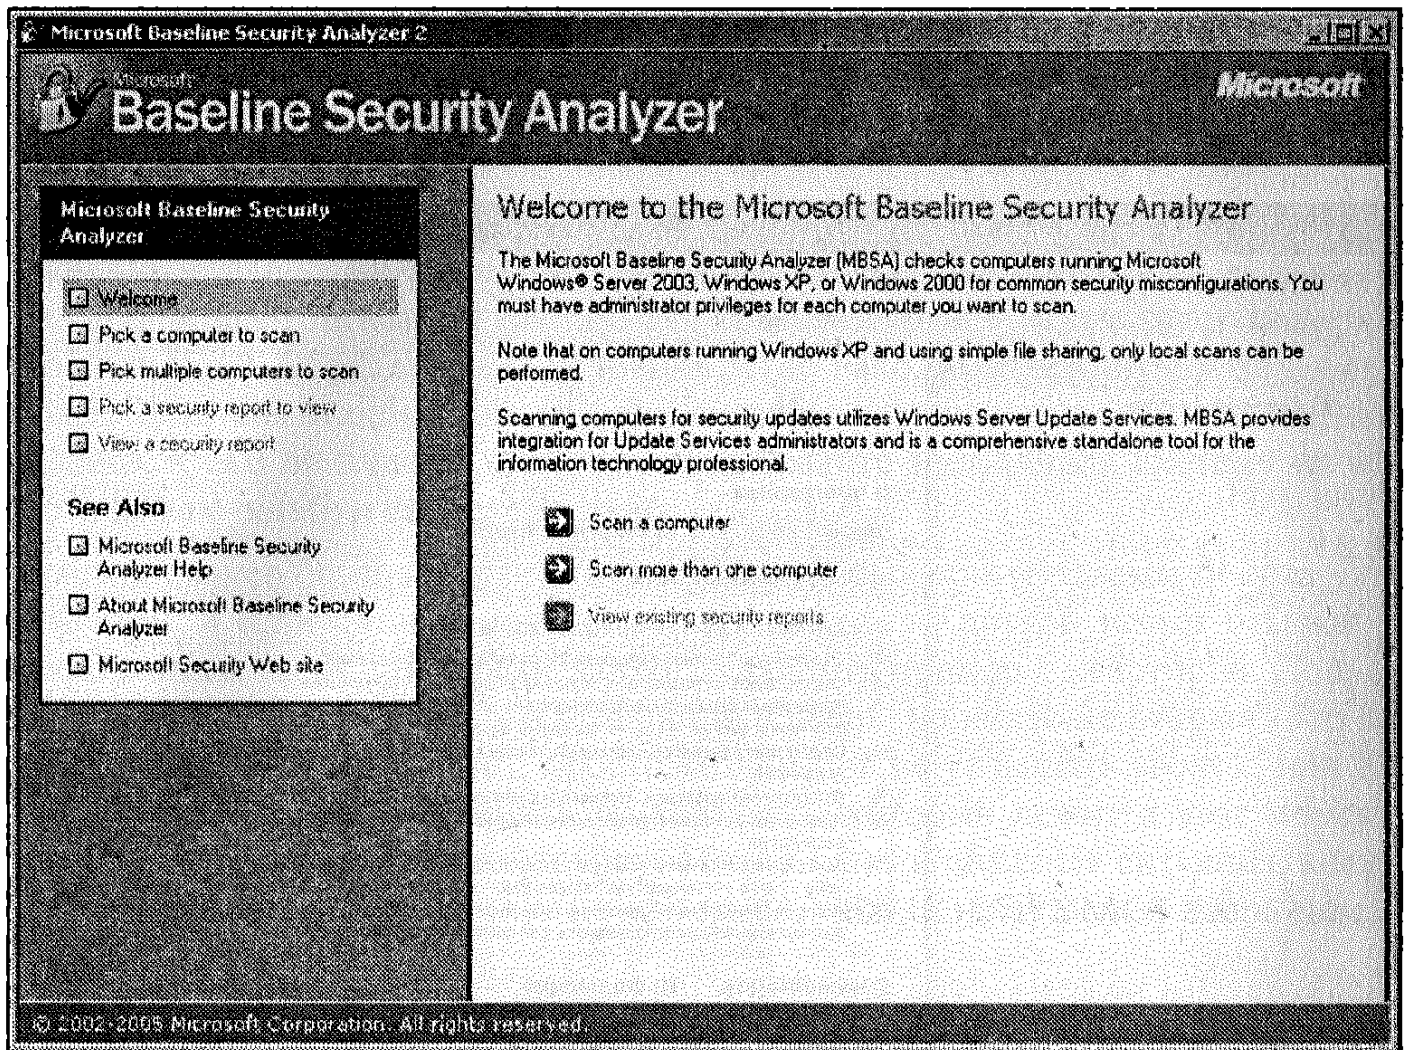 Microsoft Baseline Security Analyzer 2
Microsoft
Baseline Security Analyzer
Microsoft
Microsoft Baseline Security
Analyzer
Welcome
Pick a computer to scan
Pick multiple computers to scan
Pick a security report to view
View a security report
See Also
Microsoft Baseline Security
Analyzer Help
About Microsoft Baseline Security
Analyzer
Microsoft Security Web site
Welcome to the Microsoft Baseline Security Analyzer
The Microsoft Baseline Security Analyzer (MBSA) checks computers running Microsoft
Windows® Server 2003, Windows XP, or Windows 2000 for common security misconfigurations. You
must have administrator privileges for each computer you want to scan.
Note that on computers running Windows XP and using simple file sharing, only local scans can be
performed.
Scanning computers for security updates utilizes Windows Server Update Services. MBSA provides
integration for Update Services administrators and is a comprehensive standalone tool for the
information technology professional.
Scan a computer
Scan more than one computer
View existing security reports
© 2002-2005 Microsoft Corporation. All rights reserved.